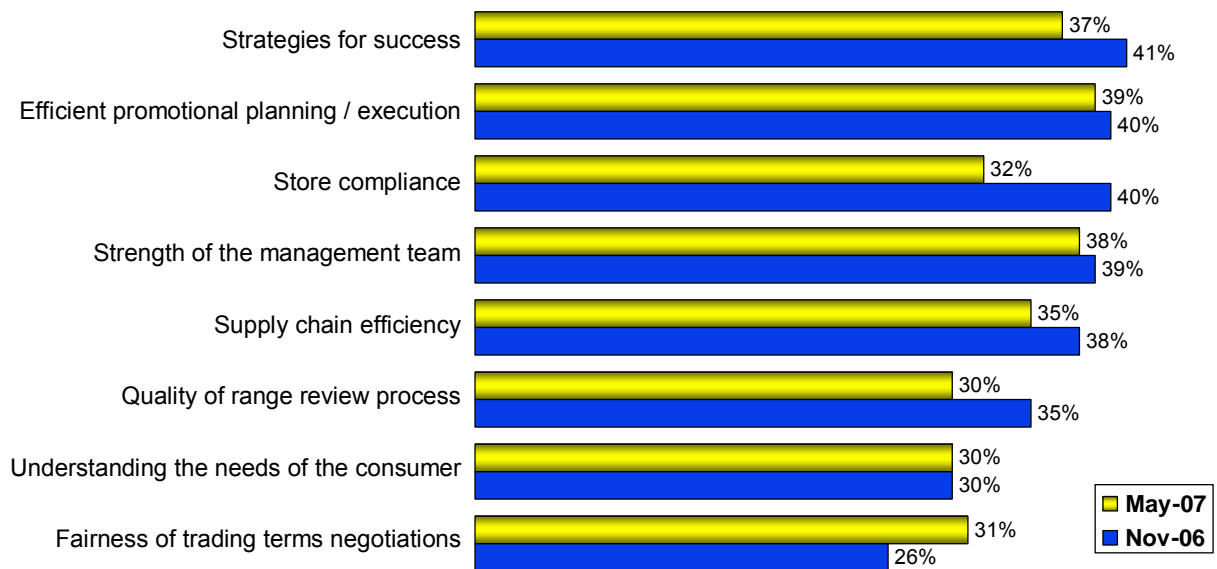 Strategies for success
37%
41%
Efficient promotional planning / execution
39%
40%
Store compliance
32%
40%
Strength of the management team
38%
39%
Supply chain efficiency
35%
38%
Quality of range review process
30%
35%
Understanding the needs of the consumer
30%
30%
Fairness of trading terms negotiations
31%
26%
May-07
Nov-06